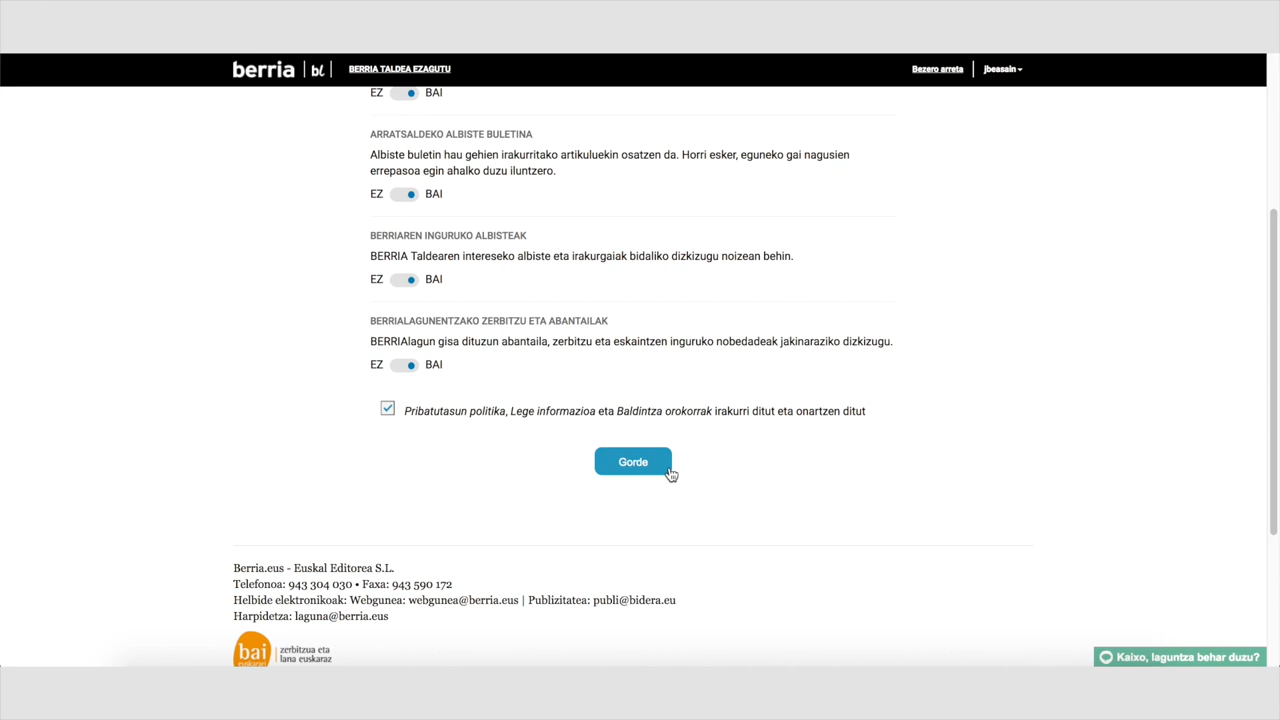 berria | bl | BERRIA TALDEA EZAGUTU
Bezero arreta | jbeasain
EZ BAI
ARRATSALDEKO ALBISTE BULETINA
Albiste buletin hau gehien irakurritako artikuluekin osatzen da. Horri esker, eguneko gai nagusien
errepasoa egin ahalko duzu iluntzero.
EZ BAI
BERRIAREN INGURUKO ALBISTEAK
BERRIA Taldearen intereseko albiste eta irakurgaiak bidaliko dizkizugu noizean behin.
EZ BAI
BERRIALAGUNENTZAKO ZERBITZU ETA ABANTAILAK
BERRIAlagun gisa dituzun abantaila, zerbitzu eta eskaintzen inguruko nobedadeak jakinaraziko dizkizugu.
EZ BAI
Pribatutasun politika, Lege informazioa eta Baldintza orokorrak irakurri ditut eta onartzen ditut
Gorde
Berria.eus - Euskal Editorea S.L.
Telefonoa: 943 304 030 • Faxa: 943 590 172
Helbide elektronikoak: Webgunea: webgunea@berria.eus | Publizitatea: publi@bidera.eu
Harpidetza: laguna@berria.eus
bai euskarari
zerbitzua eta
lana euskaraz
Kaixo, laguntza behar duzu?